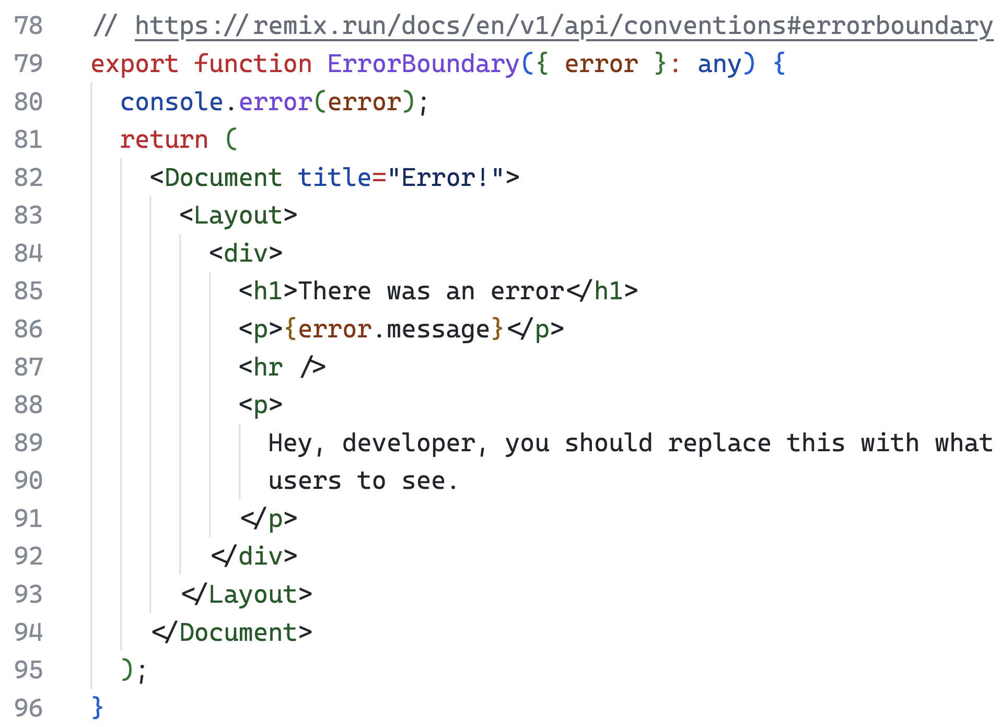 78 // https://remix.run/docs/en/v1/api/conventions#errorboundary
79 export function ErrorBoundary({ error }: any) {
80   console.error(error);
81   return (
82     <Document title="Error!">
83       <Layout>
84         <div>
85           <h1>There was an error</h1>
86           <p>{error.message}</p>
87           <hr />
88           <p>
89             Hey, developer, you should replace this with what
90             users to see.
91           </p>
92         </div>
93       </Layout>
94     </Document>
95   );
96 }